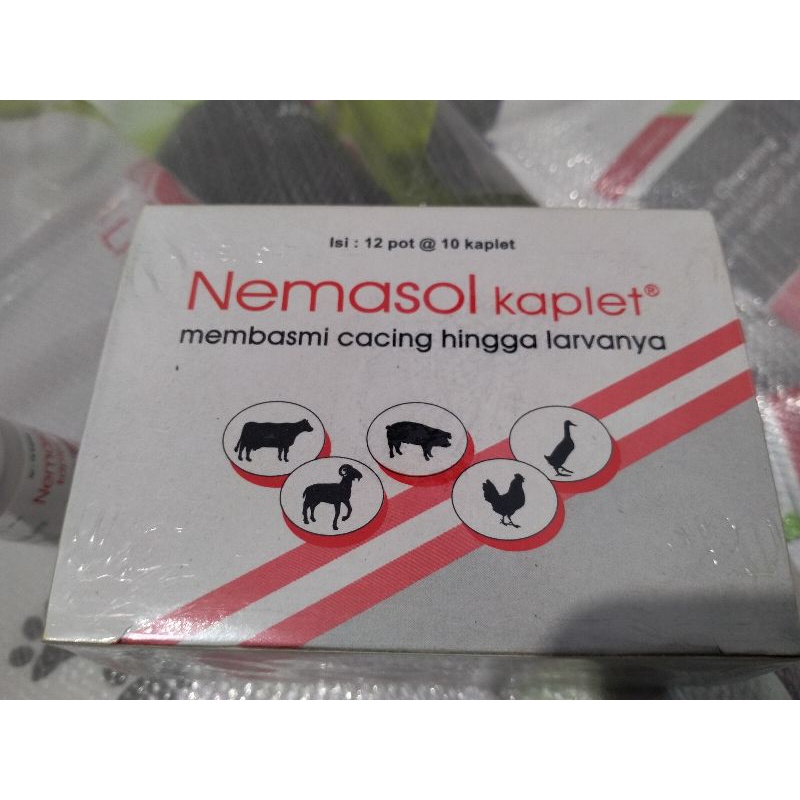 Isi : 12 pot @ 10 kaplet
Nemasol kaplet®
membasmi cacing hingga larvanya